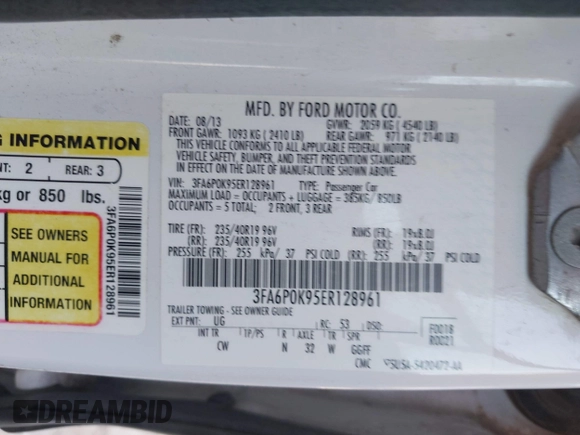 MFD. BY FORD MOTOR CO.
DATE: 08/13 GVWR: 2059 KG (4540 LB)
FRONT GAWR: 1093 KG (2410 LB) REAR GAWR: 971 KG (2140 LB)
THIS VEHICLE CONFORMS TO ALL APPLICABLE FEDERAL MOTOR
VEHICLE SAFETY, BUMPER, AND THEFT PREVENTION STANDARDS
IN EFFECT ON THE DATE OF MANUFACTURE SHOWN ABOVE.
VIN: 3FA6P0K95ER128961 TYPE: Passenger Car
MAXIMUM LOAD = OCCUPANTS + LUGGAGE = 385KG/850LB
OCCUPANTS = 5 TOTAL; 2 FRONT, 3 REAR
TIRE (FR): 235/40R19 96V RIMS (FR): 19x8.0J
(RR): 235/40R19 96V (RR): 19x8.0J
PRESSURE (FR): 255 kPa/ 37 PSI COLD (RR): 255 kPa/ 37 PSI COLD
3FA6P0K95ER128961
TRAILER TOWING - SEE OWNER GUIDE
EXT PNT: UG RC: 53 DSO: F0018
R0021
INT TR TP/PS R AXLE TR SPR
CW N 32 W GGFF
CMC
INFORMATION
NT: 2 REAR: 3
kg or 850 lbs.
SEE OWNERS
MANUAL FOR
ADDITIONAL
INFORMATION
3FA6P0K95ER128961
DREAMBID